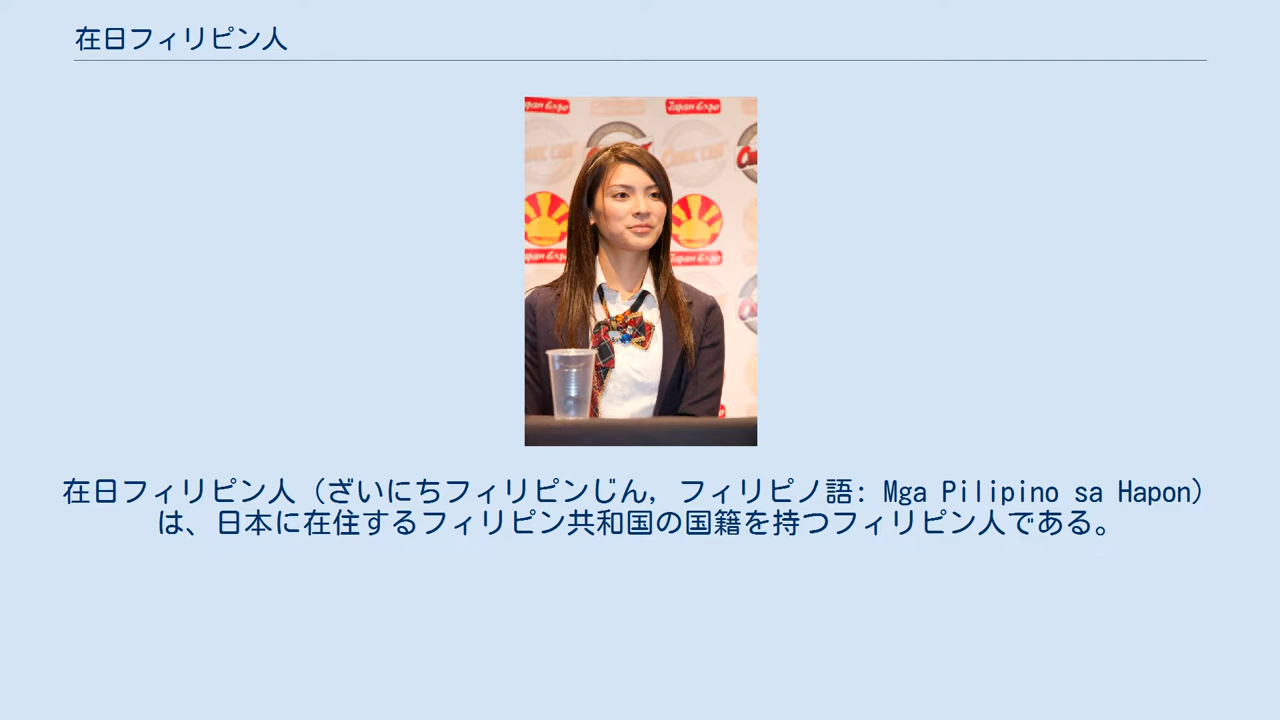 在日フィリピン人
Japan Expo
Japan Expo
Japan Expo
Japan Expo
在日フィリピン人（ざいにちフィリピンじん, フィリピノ語: Mga Pilipino sa Hapon）
は、日本に在住するフィリピン共和国の国籍を持つフィリピン人である。